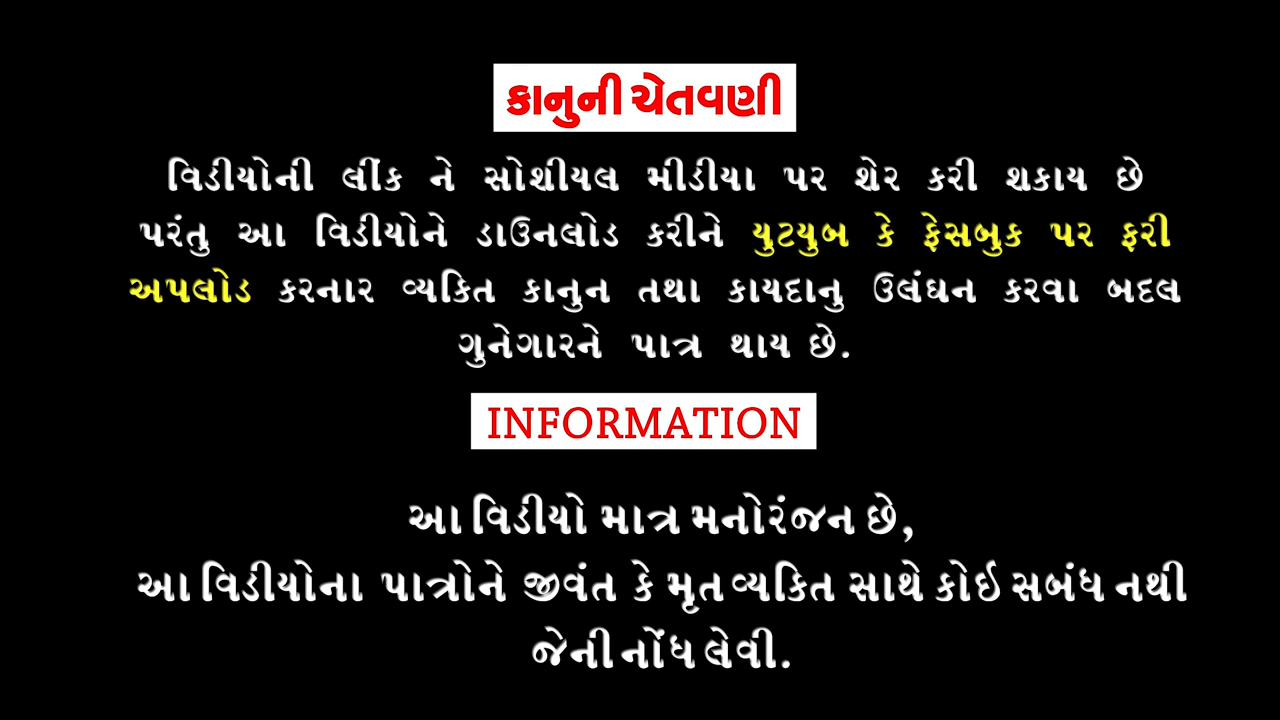 કાનુની ચેતવણી
વિડીયોની લીંક ને સોશીયલ મીડીયા પર શેર કરી શકાય છે
પરંતુ આ વિડીયોને ડાઉનલોડ કરીને યુટયુબ કે ફેસબુક પર ફરી
અપલોડ કરનાર વ્યકિત કાનુન તથા કાયદાનુ ઉલંઘન કરવા બદલ
ગુનેગારને પાત્ર થાય છે.
INFORMATION
આ વિડીયો માત્ર મનોરંજન છે,
આ વિડીયોના પાત્રોને જીવંત કે મૃત વ્યકિત સાથે કોઇ સબંધ નથી
જેની નોંધ લેવી.